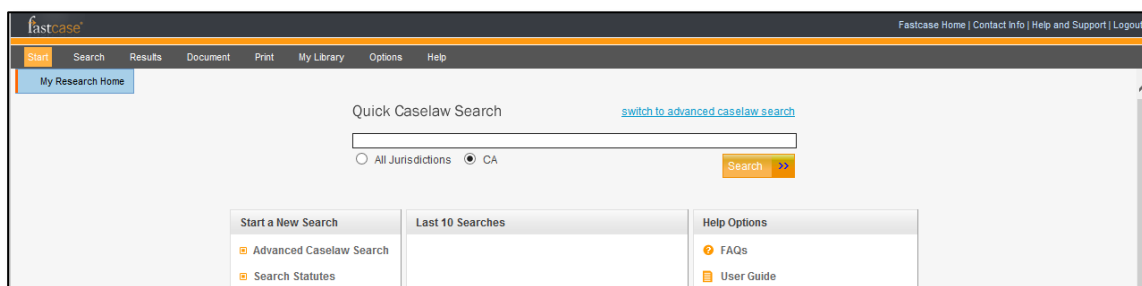 fastcase
Fastcase Home | Contact Info | Help and Support | Logout
Start Search Results Document Print My Library Options Help
My Research Home
Quick Caselaw Search switch to advanced caselaw search
All Jurisdictions CA
Search >>
Start a New Search Last 10 Searches Help Options
Advanced Caselaw Search FAQs
Search Statutes User Guide